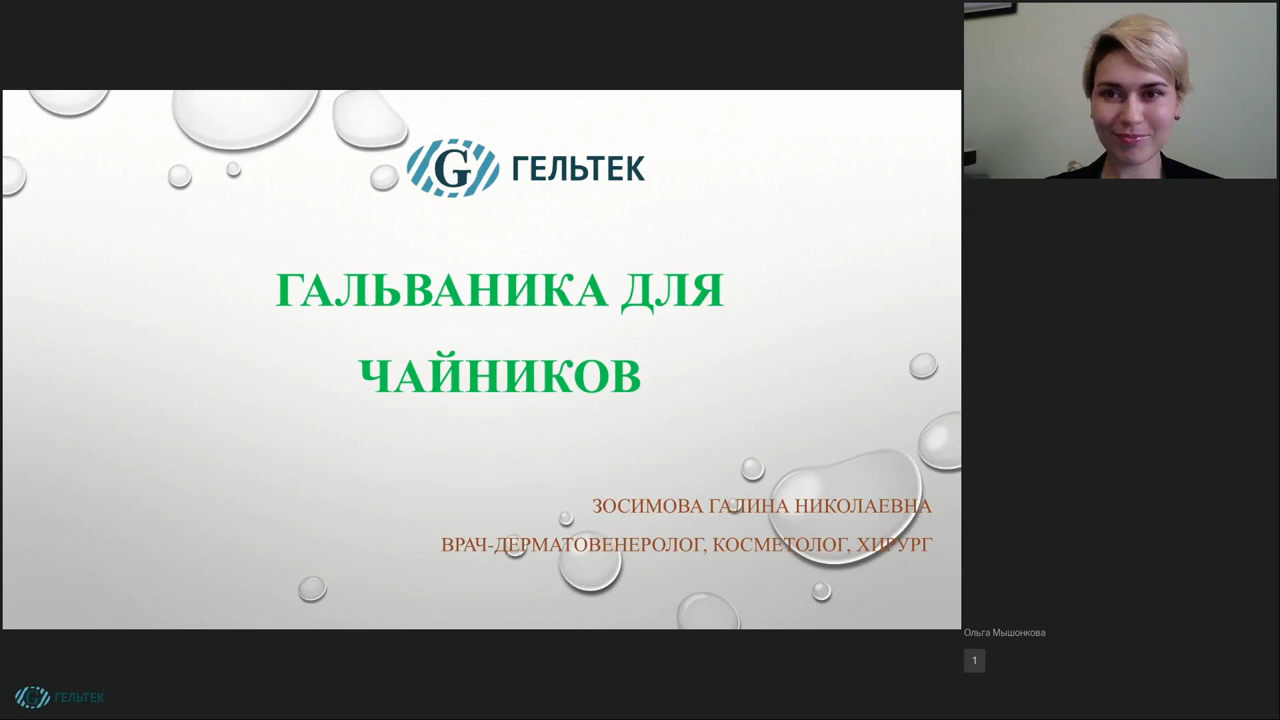 G ГЕЛЬТЕК
ГАЛЬВАНИКА ДЛЯ
ЧАЙНИКОВ
ЗОСИМОВА ГАЛИНА НИКОЛАЕВНА
ВРАЧ-ДЕРМАТОВЕНЕРОЛОГ, КОСМЕТОЛОГ, ХИРУРГ
Ольга Мышонкова
1
G ГЕЛЬТЕК